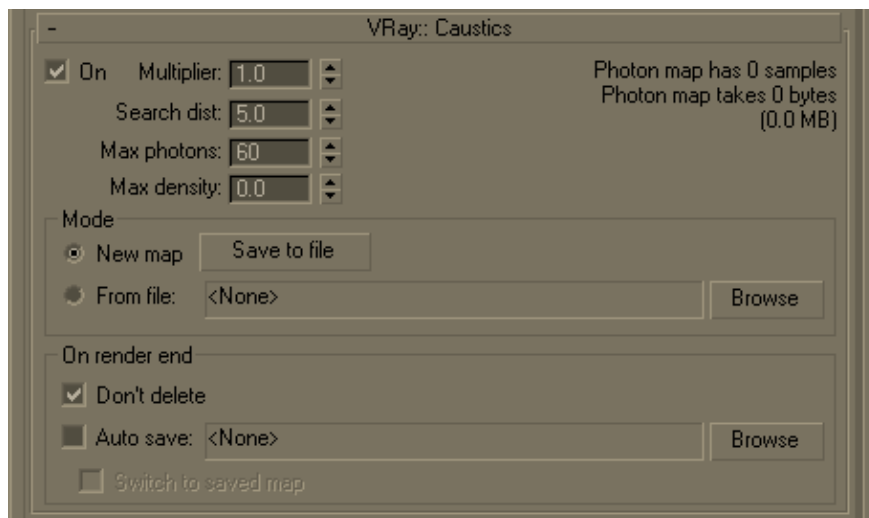 - VRay:: Caustics
On Multiplier: 1.0
Photon map has 0 samples
Search dist: 5.0
Photon map takes 0 bytes
(0.0 MB)
Max photons: 60
Max density: 0.0
Mode
New map Save to file
From file: <None> Browse
On render end
Don't delete
Auto save: <None> Browse
Switch to saved map